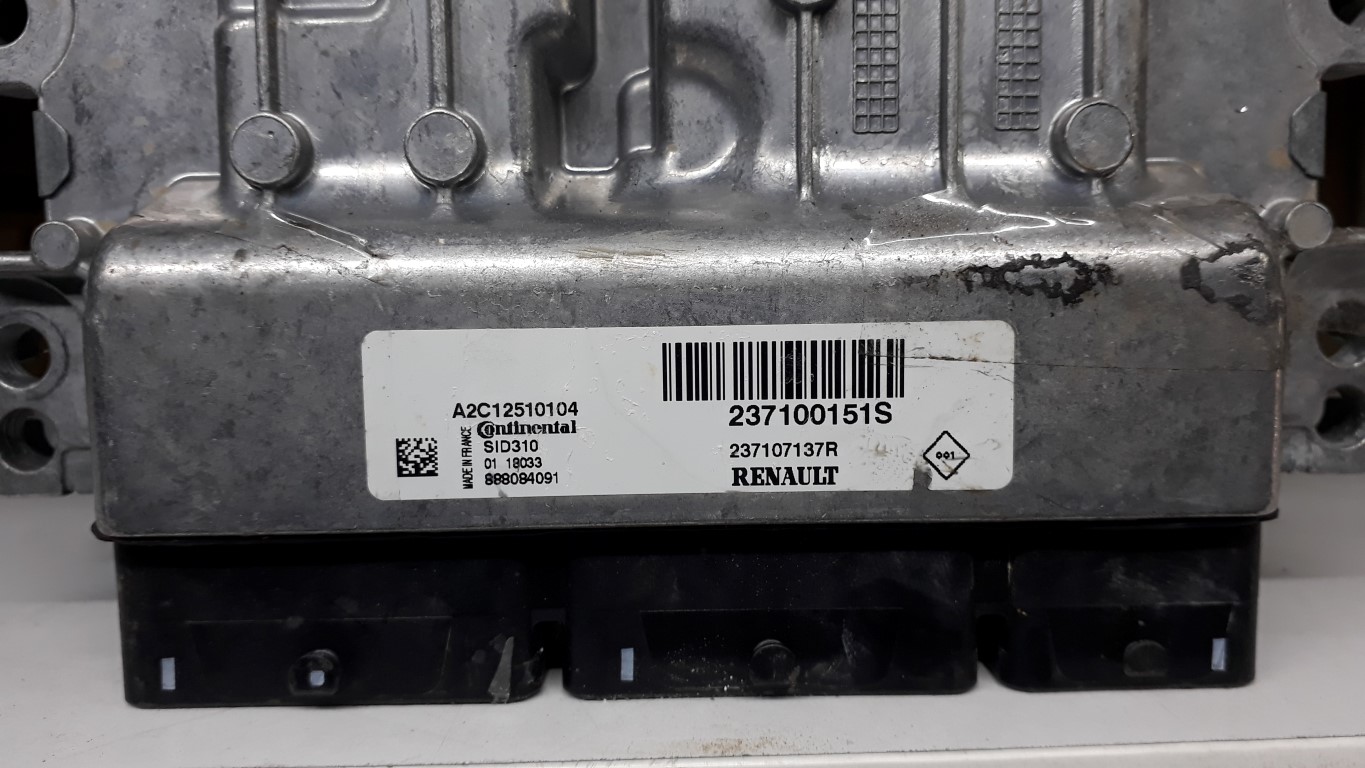 A2C12510104
Continental
MADE IN FRANCE
SID310
01 18033
888084091
237100151S
237107137R
RENAULT
001